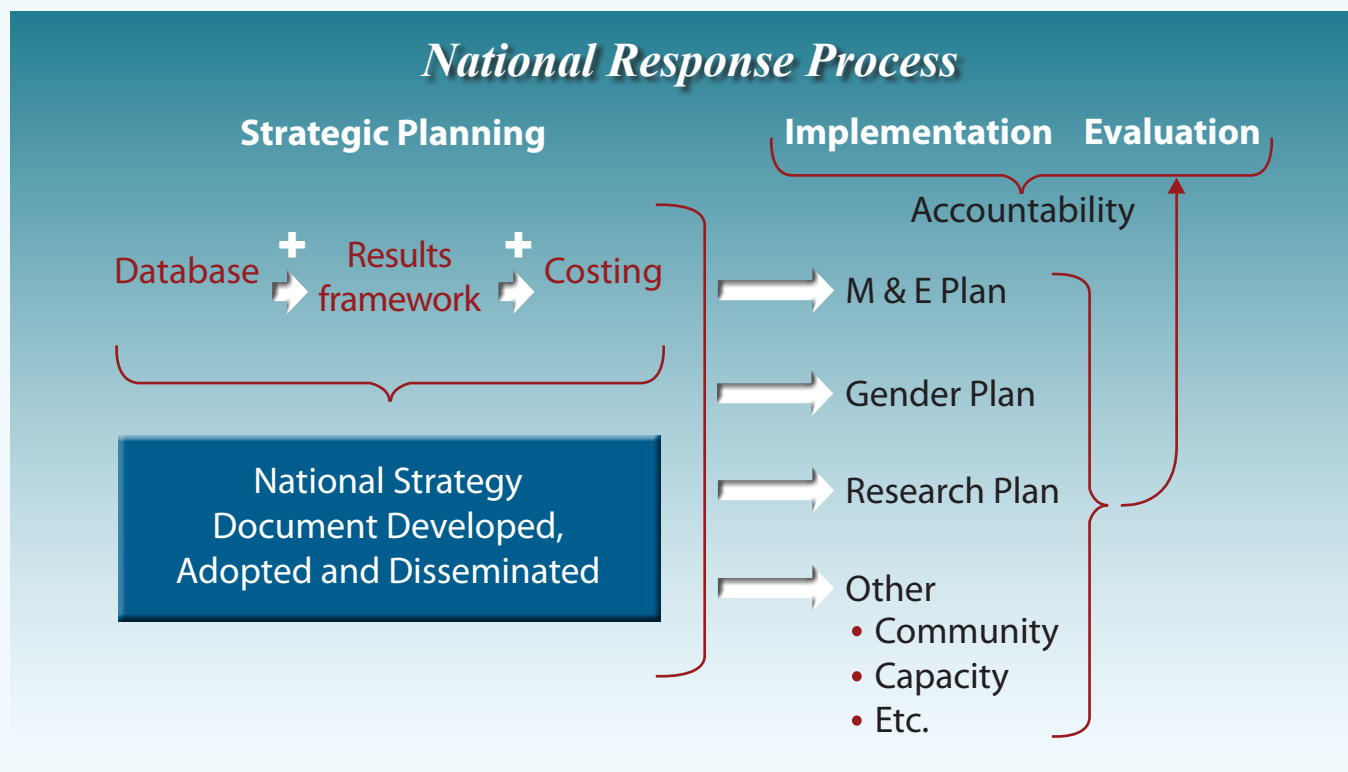 National Response Process
Strategic Planning
Implementation Evaluation
Accountability
Database + Results framework + Costing
M & E Plan
Gender Plan
Research Plan
National Strategy
Document Developed,
Adopted and Disseminated
Other
• Community
• Capacity
• Etc.